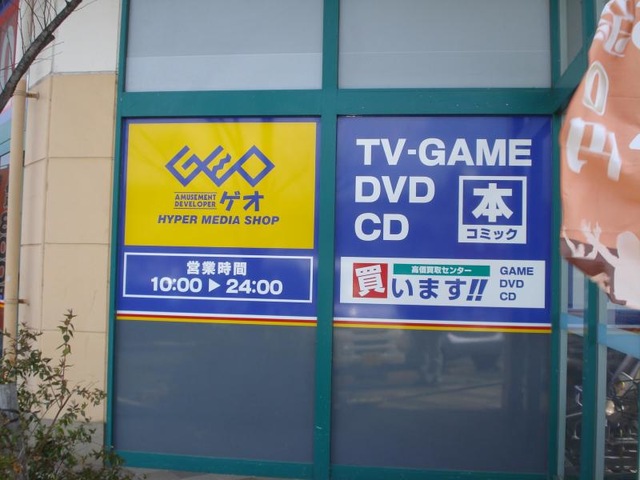 GEO
AMUSEMENT
DEVELOPER
ゲオ
HYPER MEDIA SHOP
営業時間
10:00▶24:00
TV-GAME
DVD
CD
本
コミック
高価買取センター
買います!!
GAME
DVD
CD